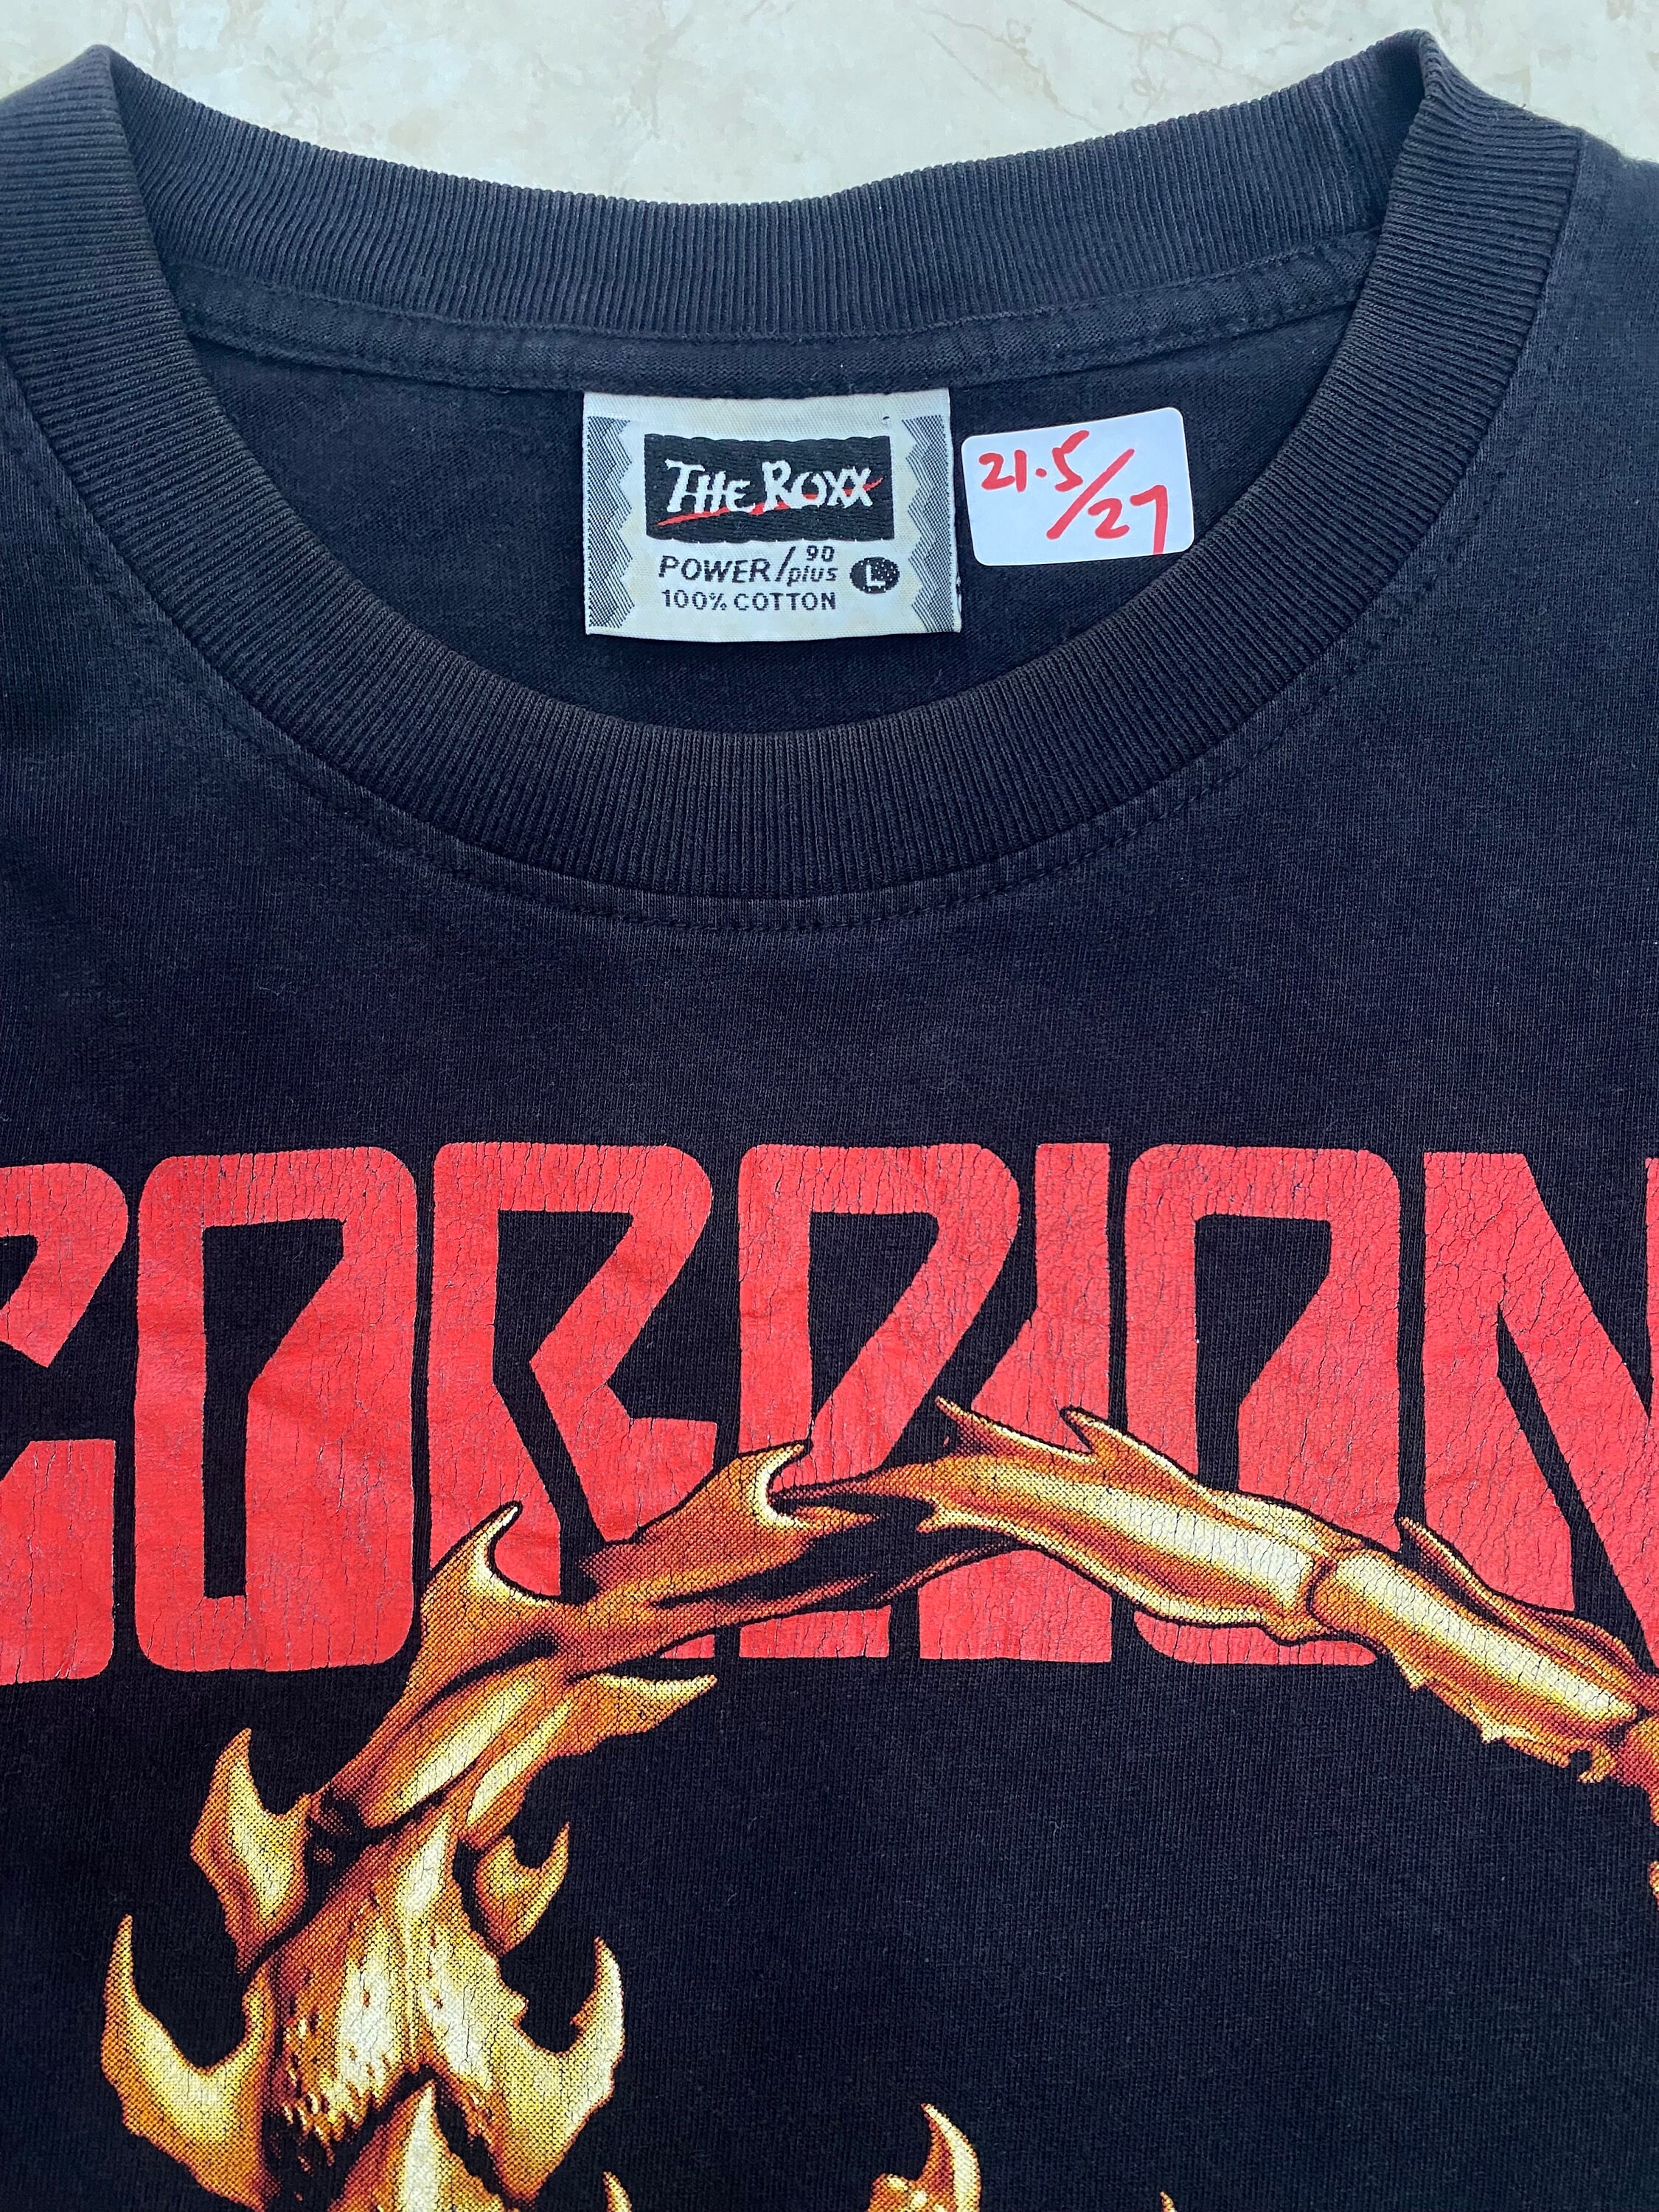 THE ROXX
POWER/90 plus L
100% COTTON
21.5/27
CORPION